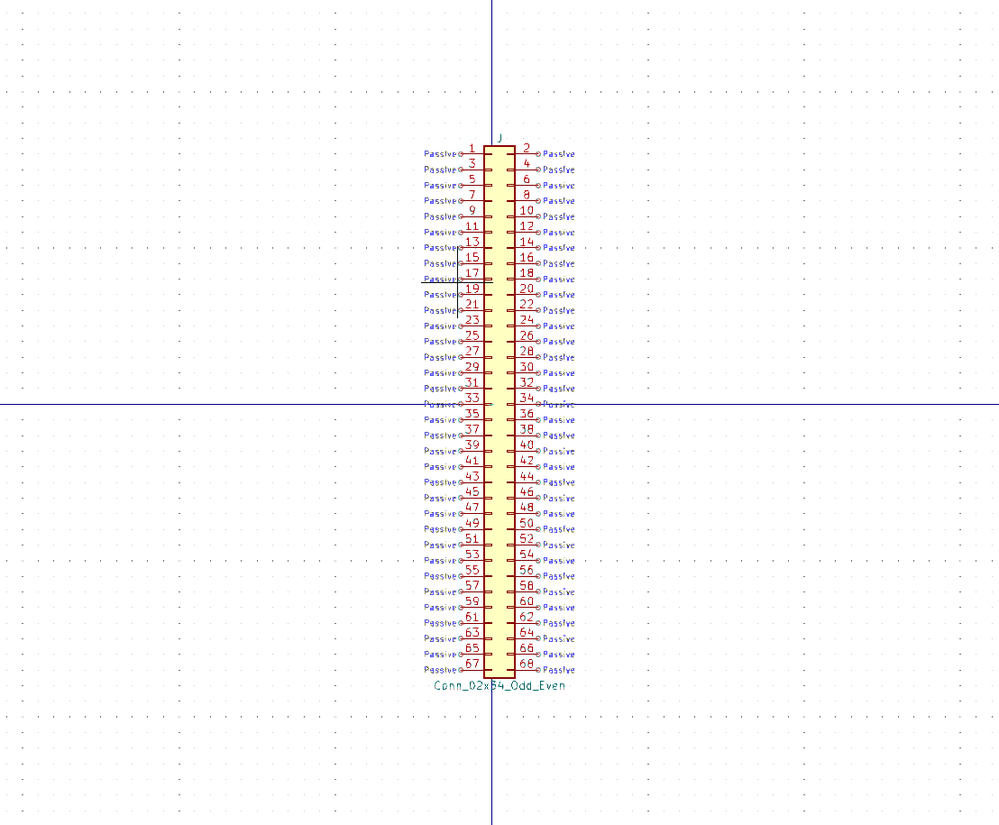 J
Passive 1 2 Passive
Passive 3 4 Passive
Passive 5 6 Passive
Passive 7 8 Passive
Passive 9 10 Passive
Passive 11 12 Passive
Passive 13 14 Passive
Passive 15 16 Passive
Passive 17 18 Passive
Passive 19 20 Passive
Passive 21 22 Passive
Passive 23 24 Passive
Passive 25 26 Passive
Passive 27 28 Passive
Passive 29 30 Passive
Passive 31 32 Passive
Passive 33 34 Passive
Passive 35 36 Passive
Passive 37 38 Passive
Passive 39 40 Passive
Passive 41 42 Passive
Passive 43 44 Passive
Passive 45 46 Passive
Passive 47 48 Passive
Passive 49 50 Passive
Passive 51 52 Passive
Passive 53 54 Passive
Passive 55 56 Passive
Passive 57 58 Passive
Passive 59 60 Passive
Passive 61 62 Passive
Passive 63 64 Passive
Passive 65 66 Passive
Passive 67 68 Passive
Conn_02x34_Odd_Even